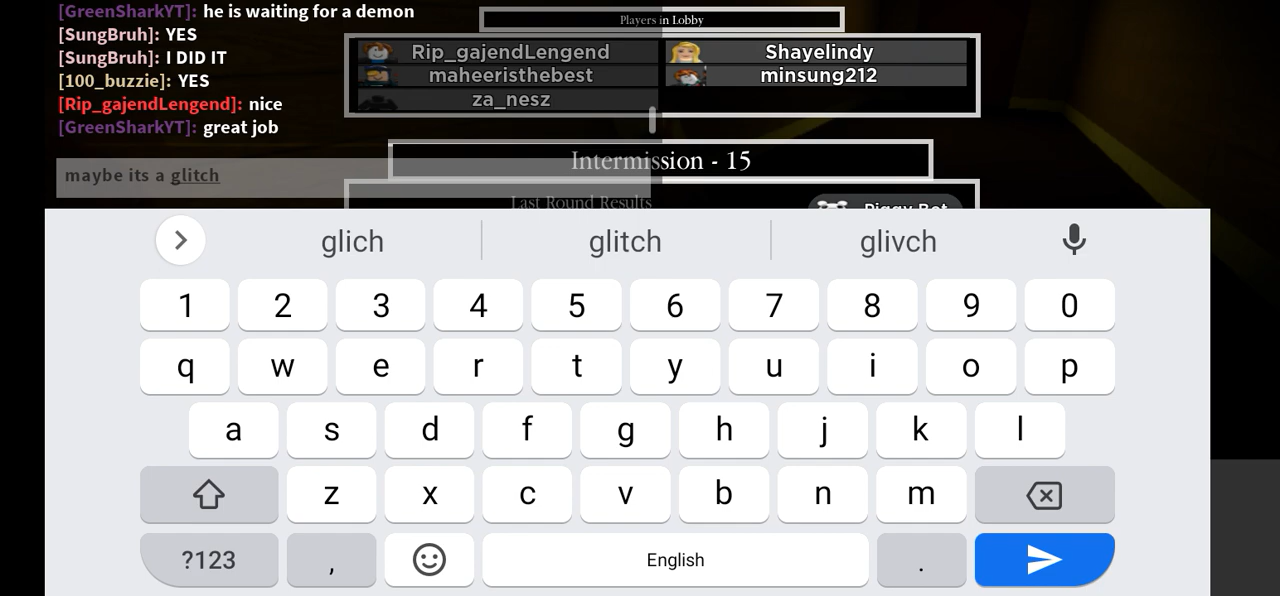 [GreenSharkYT]: he is waiting for a demon
[SungBruh]: YES
[SungBruh]: I DID IT
[100_buzzie]: YES
[Rip_gajendLengend]: nice
[GreenSharkYT]: great job
maybe its a glitch
Players in Lobby
Rip_gajendLengend Shayelindy
maheeristhebest minsung212
za_nesz
Intermission - 15
Last Round Results
Piggy Bot
glich glitch glivch
1 2 3 4 5 6 7 8 9 0
q w e r t y u i o p
a s d f g h j k l
z x c v b n m
?123 , English .